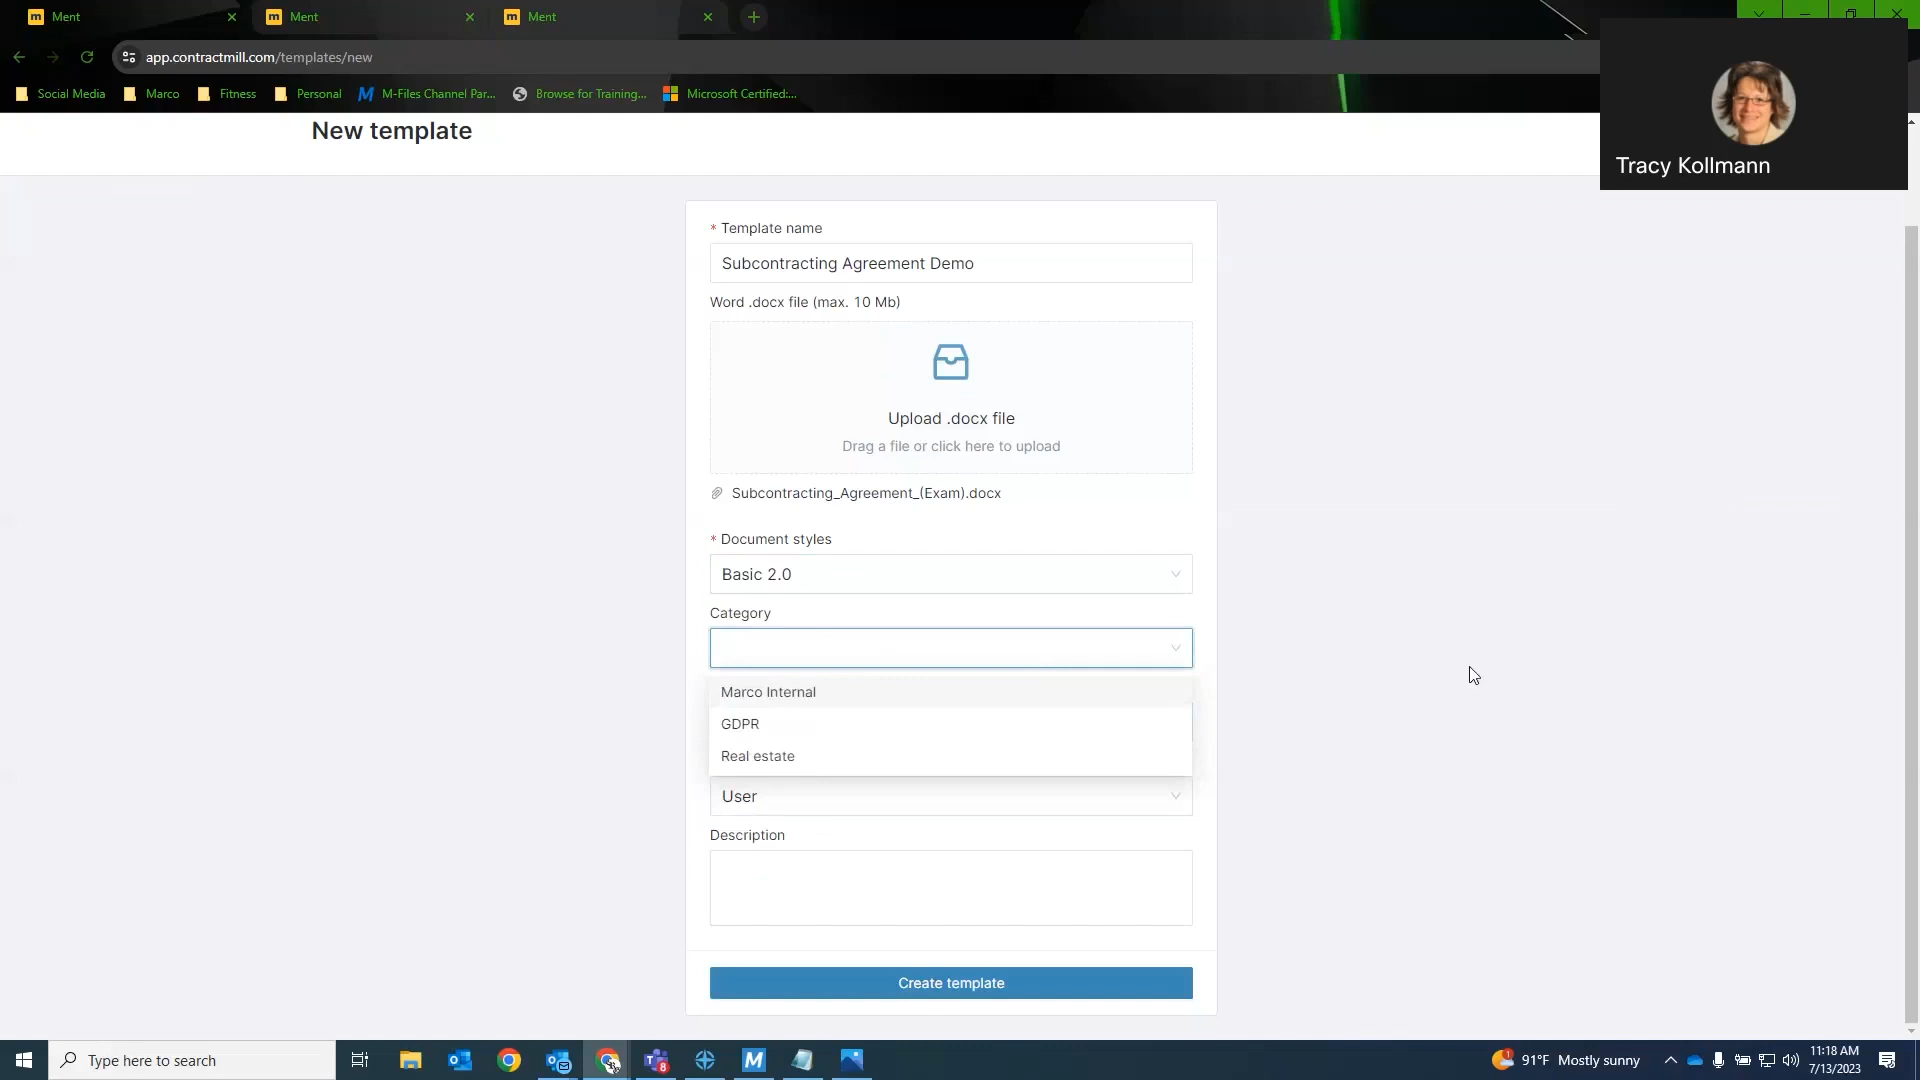 Ment
Ment
Ment
app.contractmill.com/templates/new
Social Media
Marco
Fitness
Personal
M-Files Channel Par...
Browse for Training...
Microsoft Certified:...
New template
Tracy Kollmann
* Template name
Subcontracting Agreement Demo
Word .docx file (max. 10 Mb)
Upload .docx file
Drag a file or click here to upload
Subcontracting_Agreement_(Exam).docx
* Document styles
Basic 2.0
Category
Marco Internal
GDPR
Real estate
User
Description
Create template
Type here to search
8
1
91°F Mostly sunny
11:18 AM
7/13/2023